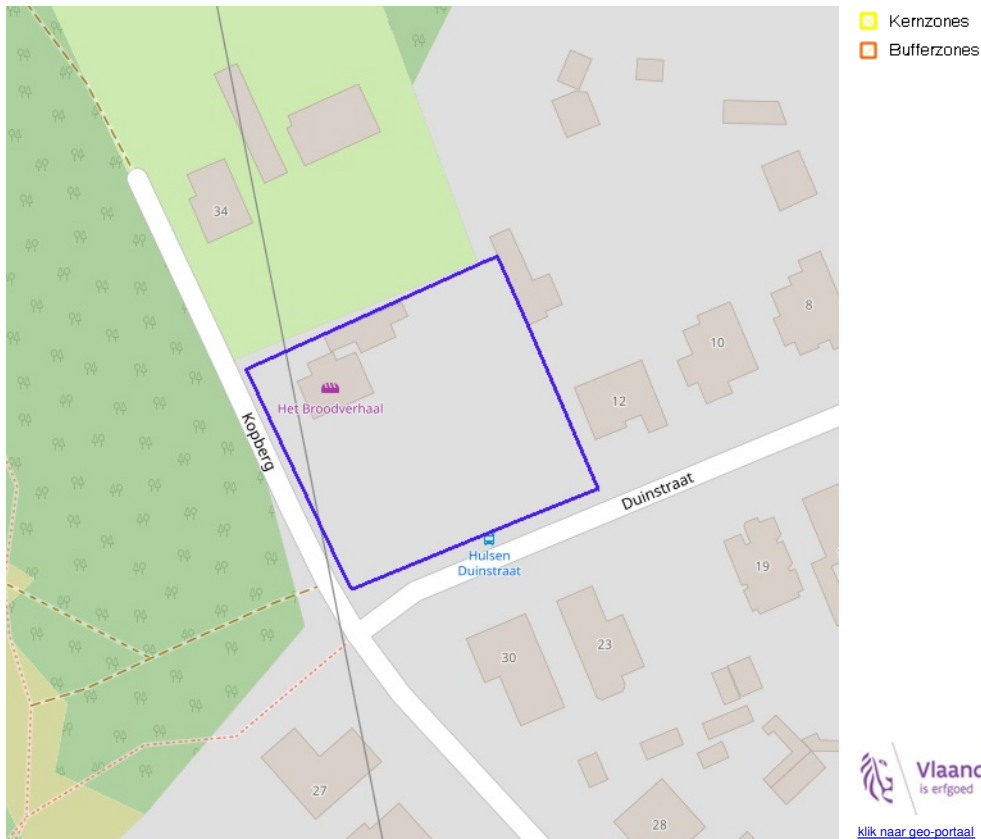 Kernzones
Bufferzones
34
8
10
12
Het Broodverhaal
Kopberg
Duinstraat
Hulsen
Duinstraat
19
23
30
27
28
Vlaand
is erfgoed
klik naar geo-portaal